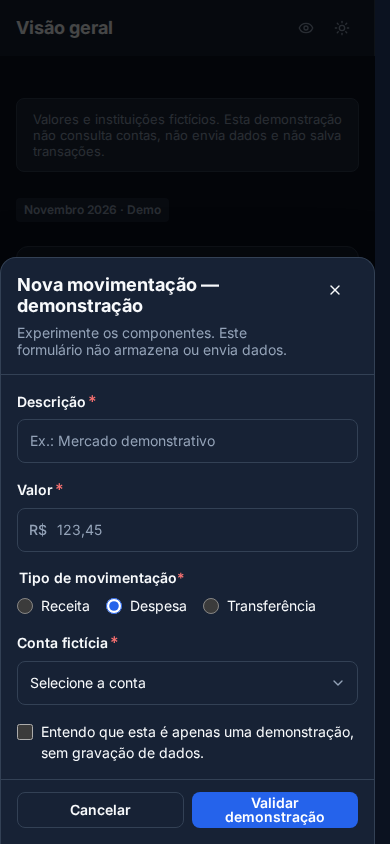 Visão geral
Valores e instituições fictícios. Esta demonstração
não consulta contas, não envia dados e não salva
transações.
Novembro 2026 · Demo
Nova movimentação —
demonstração
Experimente os componentes. Este
formulário não armazena ou envia dados.
Descrição *
Ex.: Mercado demonstrativo
Valor *
R$ 123,45
Tipo de movimentação*
Receita Despesa Transferência
Conta fictícia *
Selecione a conta
Entendo que esta é apenas uma demonstração,
sem gravação de dados.
Cancelar
Validar
demonstração